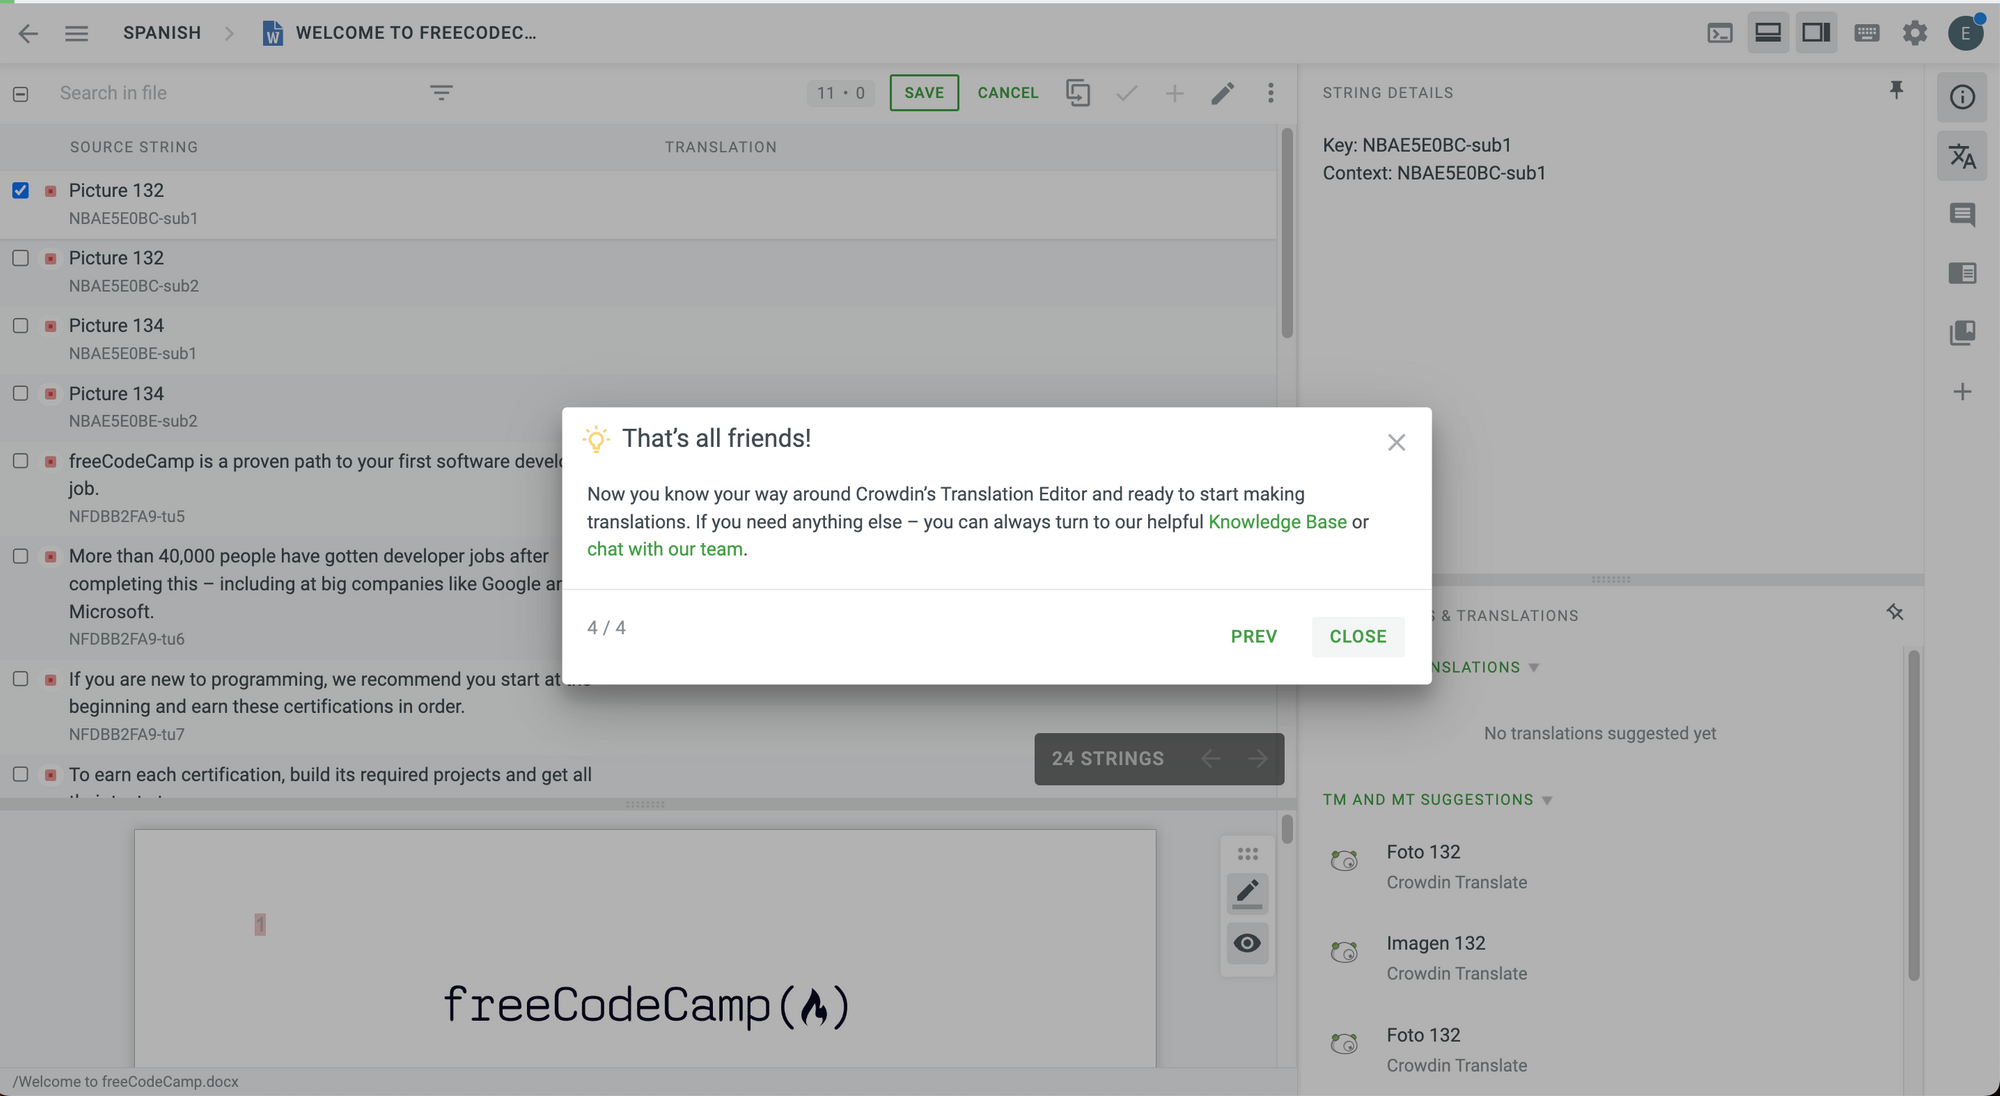 SPANISH
WELCOME TO FREECODEC...
E
Search in file
11 • 0
SAVE
CANCEL
SOURCE STRING
TRANSLATION
Picture 132
NBAE5E0BC-sub1
Picture 132
NBAE5E0BC-sub2
Picture 134
NBAE5E0BE-sub1
Picture 134
NBAE5E0BE-sub2
freeCodeCamp is a proven path to your first software
job.
NFDBB2FA9-tu5
More than 40,000 people have gotten developer jobs after
completing this – including at big companies like Google
Microsoft.
NFDBB2FA9-tu6
If you are new to programming, we recommend you start at
beginning and earn these certifications in order.
NFDBB2FA9-tu7
To earn each certification, build its required projects and get all
24 STRINGS
1
freeCodeCamp
/Welcome to freeCodeCamp.docx
STRING DETAILS
Key: NBAE5E0BC-sub1
Context: NBAE5E0BC-sub1
That's all friends!
Now you know your way around Crowdin's Translation Editor and ready to start making
translations. If you need anything else – you can always turn to our helpful Knowledge Base or
chat with our team.
4 / 4
PREV
CLOSE
& TRANSLATIONS
NSLATIONS
No translations suggested yet
TM AND MT SUGGESTIONS
Foto 132
Crowdin Translate
Imagen 132
Crowdin Translate
Foto 132
Crowdin Translate